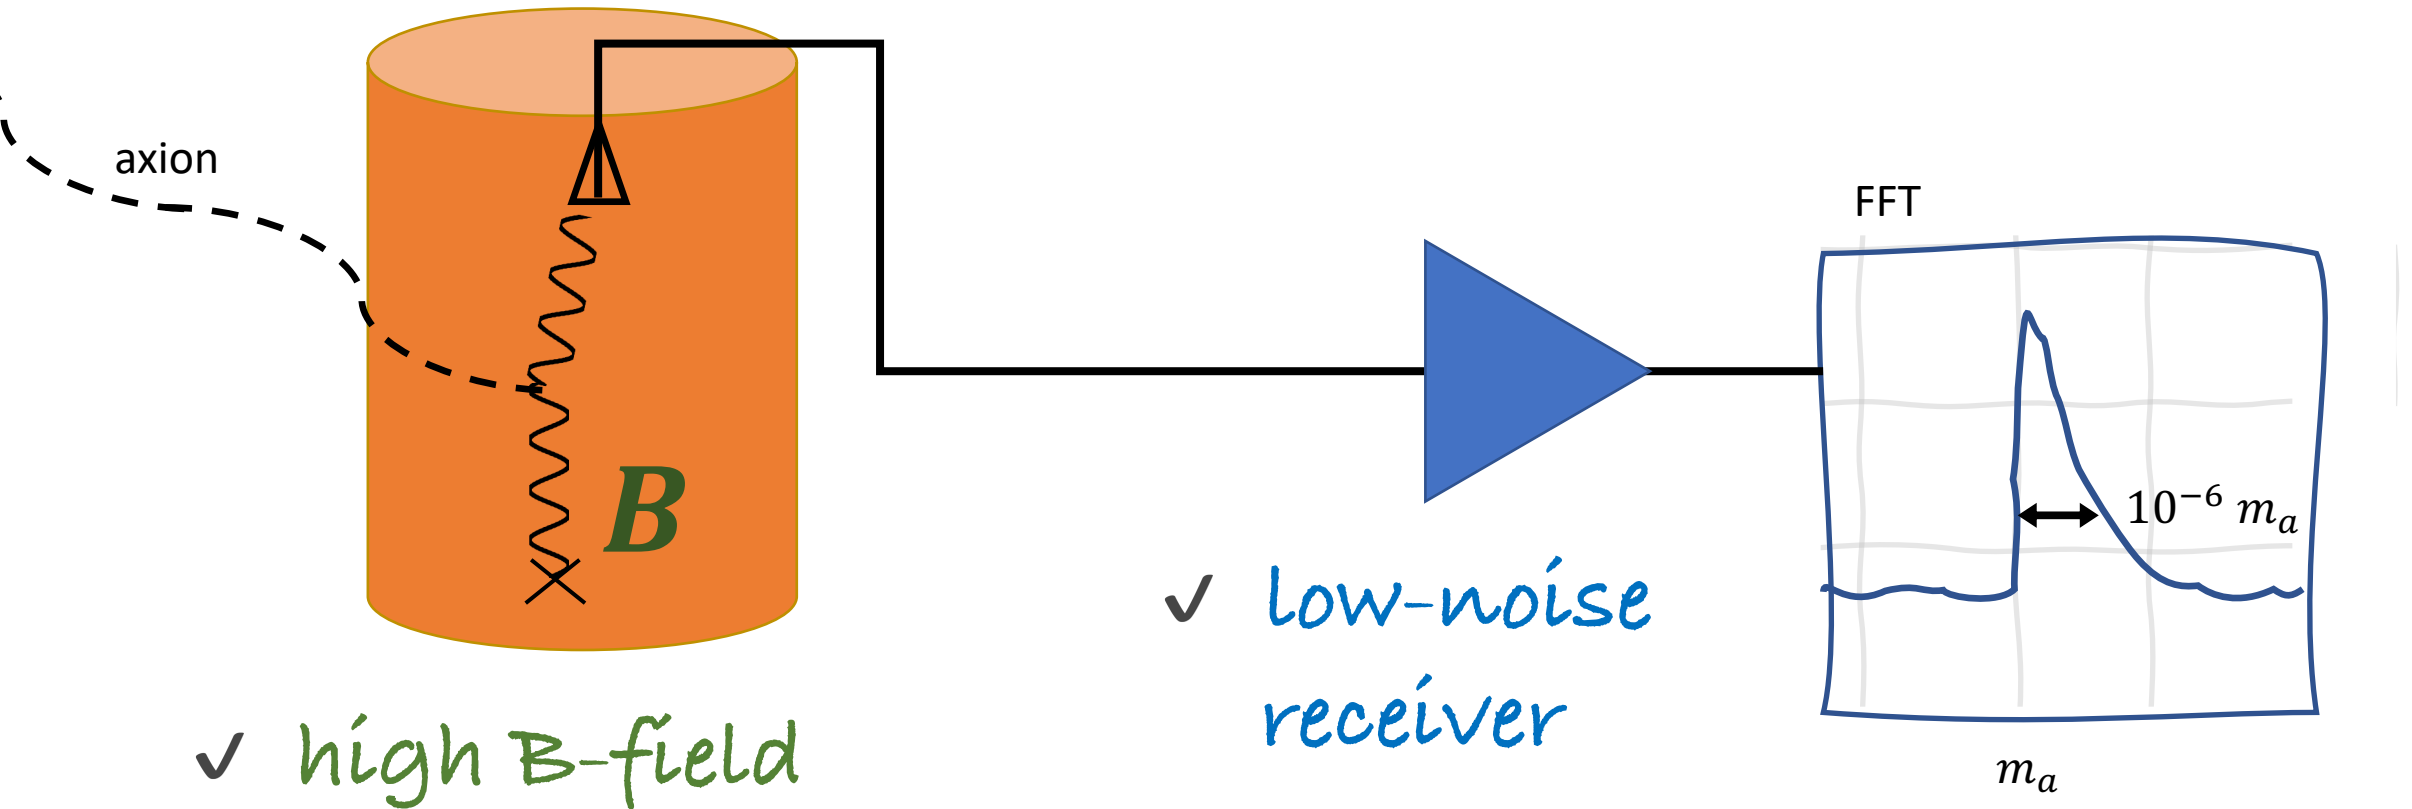 axion
B
✓ high B-field
✓ low-noise
receiver
FFT
10⁻⁶ mₐ
mₐ